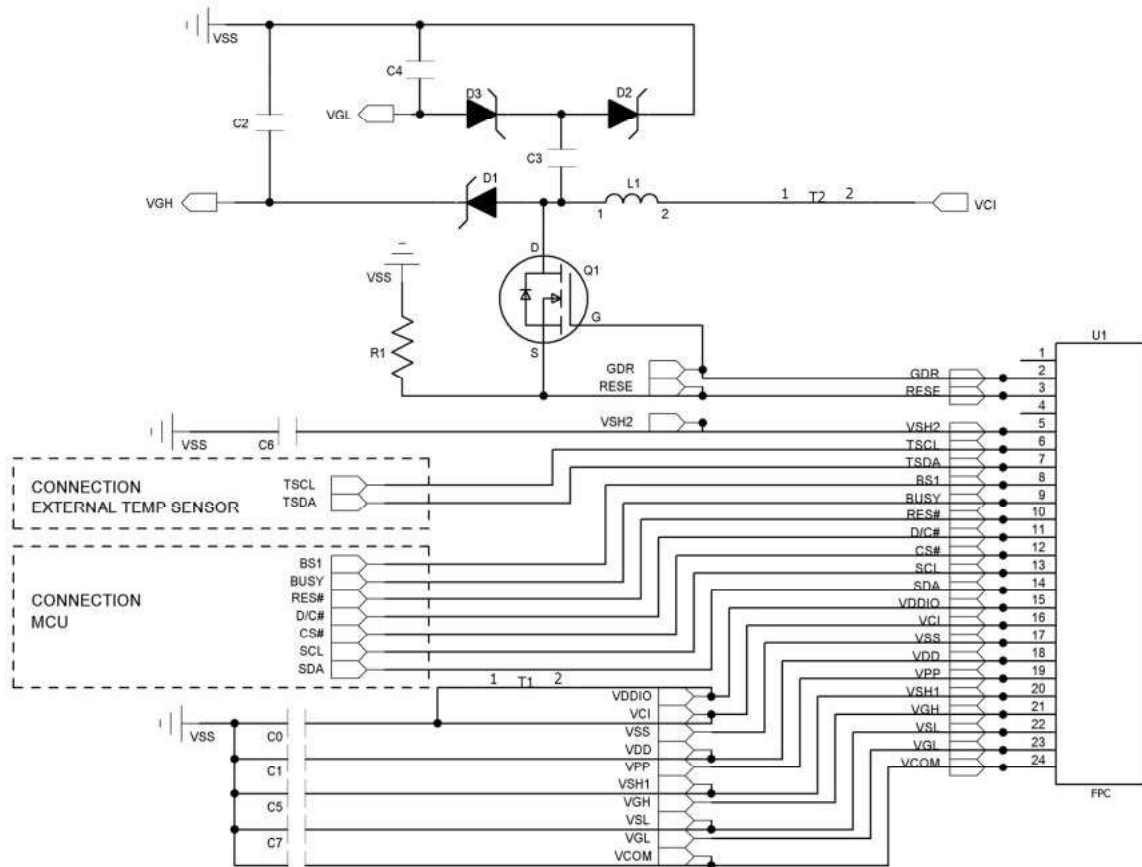 VSS
C4
D3
D2
C2
VGL
C3
D1
L1
VGH
1 2
1 T2 2
VCI
D
VSS
Q1
G
R1
S
U1
1
GDR
GDR 2
RESE
RESE 3
4
VSH2
VSH2 5
VSS
C6
TSCL 6
CONNECTION
EXTERNAL TEMP SENSOR
TSCL
TSDA
TSDA 7
BS1 8
BUSY 9
RES# 10
D/C# 11
CS# 12
SCL 13
SDA 14
VDDIO 15
VCI 16
VSS 17
VDD 18
VPP 19
VSH1 20
VGH 21
VSL 22
VGL 23
VCOM 24
FPC
CONNECTION
MCU
BS1
BUSY
RES#
D/C#
CS#
SCL
SDA
1 T1 2
VDDIO
VCI
VSS
VDD
VPP
VSH1
VGH
VSL
VGL
VCOM
VSS
C0
C1
C5
C7